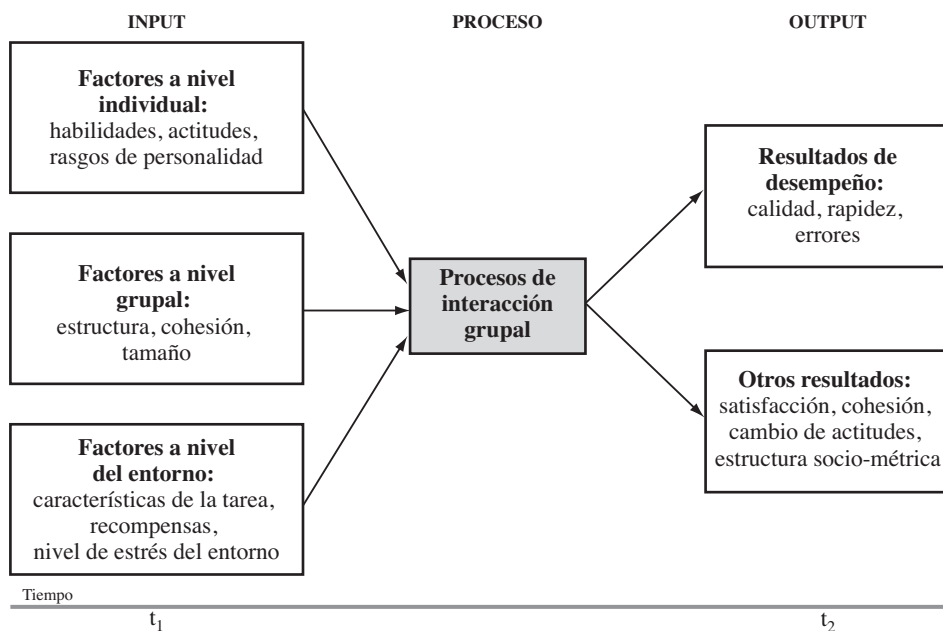 INPUT
PROCESO
OUTPUT
Factores a nivel
individual:
habilidades, actitudes,
rasgos de personalidad
Factores a nivel
grupal:
estructura, cohesión,
tamaño
Factores a nivel
del entorno:
características de la tarea,
recompensas,
nivel de estrés del entorno
Procesos de
interacción
grupal
Resultados de
desempeño:
calidad, rapidez,
errores
Otros resultados:
satisfacción, cohesión,
cambio de actitudes,
estructura socio-métrica
Tiempo
t₁
t₂